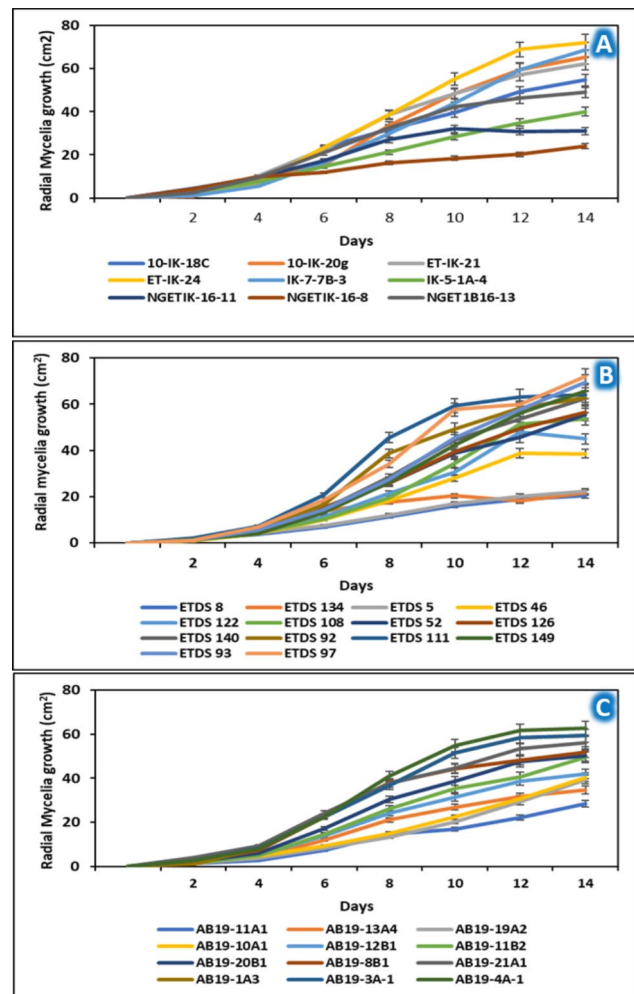 A
Radial Mycelia growth (cm2)
80
60
40
20
0
2 4 6 8 10 12 14
Days
10-IK-18C 10-IK-20g ET-IK-21
ET-IK-24 IK-7-7B-3 IK-5-1A-4
NGETIK-16-11 NGETIK-16-8 NGET1B16-13
B
Radial mycelia growth (cm²)
80
60
40
20
0
2 4 6 8 10 12 14
Days
ETDS 8 ETDS 134 ETDS 5 ETDS 46
ETDS 122 ETDS 108 ETDS 52 ETDS 126
ETDS 140 ETDS 92 ETDS 111 ETDS 149
ETDS 93 ETDS 97
C
Radial Mycelia growth (cm²)
80
60
40
20
0
2 4 6 8 10 12 14
Days
AB19-11A1 AB19-13A4 AB19-19A2
AB19-10A1 AB19-12B1 AB19-11B2
AB19-20B1 AB19-8B1 AB19-21A1
AB19-1A3 AB19-3A-1 AB19-4A-1